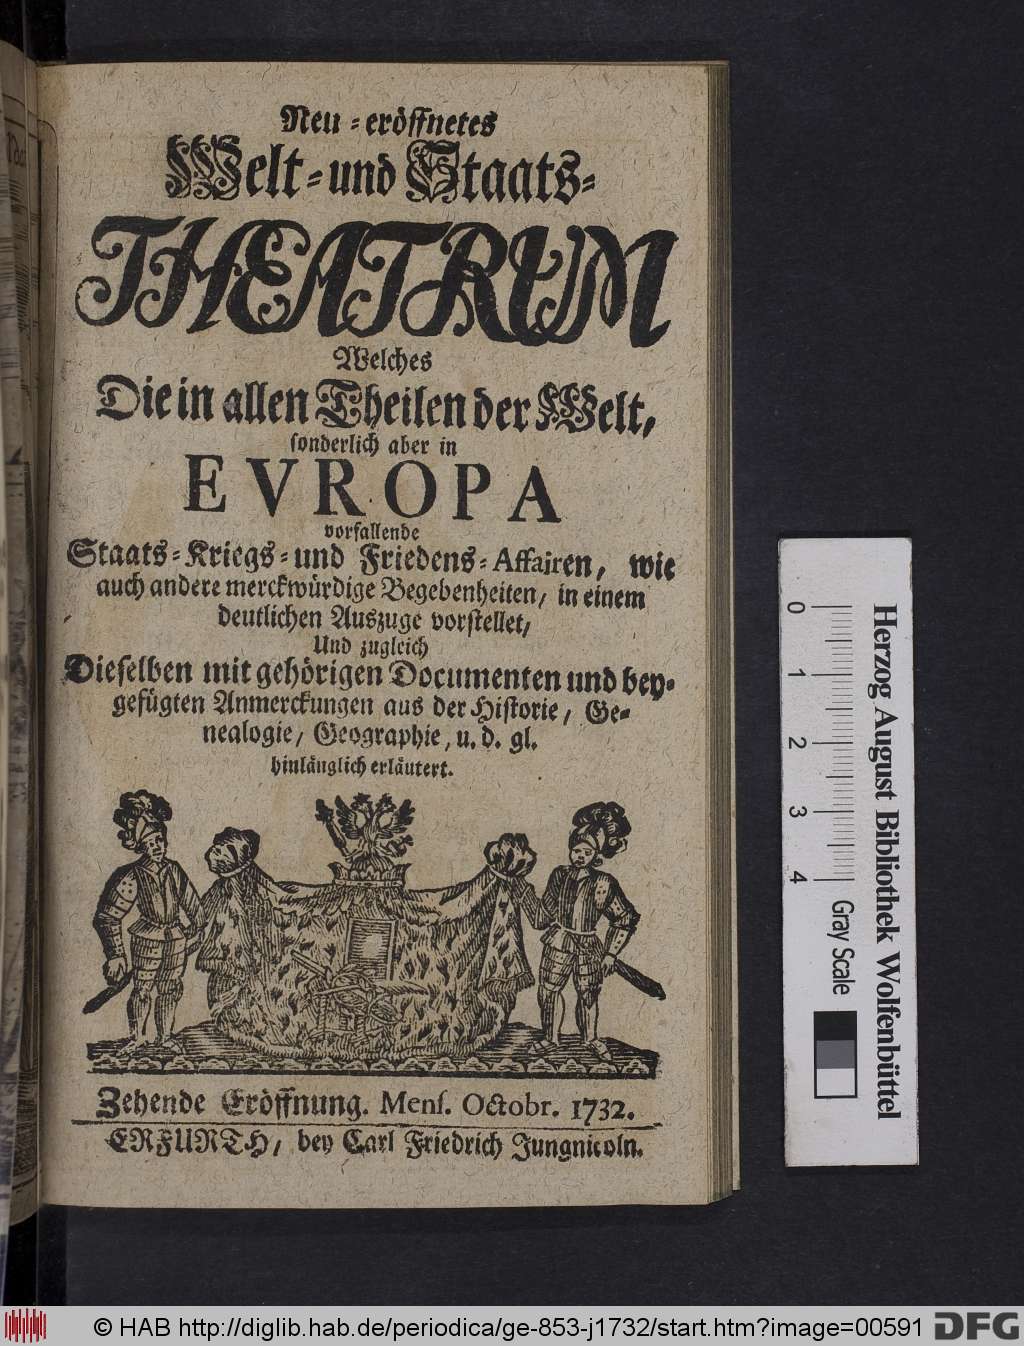 Neu-eröffnetes
Welt-und Staats-
THEATRUM
Welches
Die in allen Theilen der Welt,
sonderlich aber in
EVROPA
vorfallende
Staats-Kriegs-und Friedens-Affairen, wie
auch andere merckwürdige Begebenheiten, in einem
deutlichen Auszuge vorstellet,
Und zugleich
Dieselben mit gehörigen Documenten und bey-
gefügten Anmerckungen aus der Historie, Ge-
nealogie, Geographie, u. d. gl.
hinlänglich erläutert.
Zehende Eröffnung. Mens. Octobr. 1732.
ERFURTH, bey Carl Friedrich Jungnicoln.
Herzog August Bibliothek Wolfenbüttel
0 1 2 3 4 Gray Scale
© HAB http://diglib.hab.de/periodica/ge-853-j1732/start.htm?image=00591
DFG